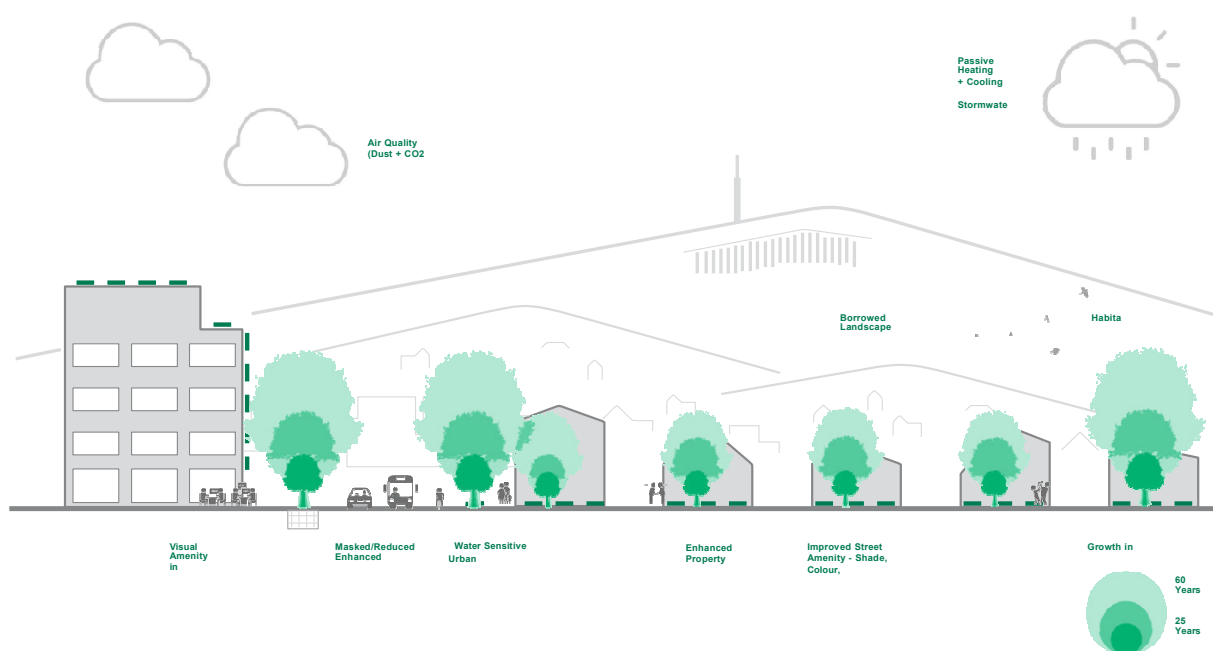 Passive
Heating
+ Cooling
Stormwate
Air Quality
(Dust + CO2
Borrowed
Landscape
Habita
Visual
Amenity
in
Masked/Reduced
Enhanced
Water Sensitive
Urban
Enhanced
Property
Improved Street
Amenity - Shade,
Colour,
Growth in
60
Years
25
Years